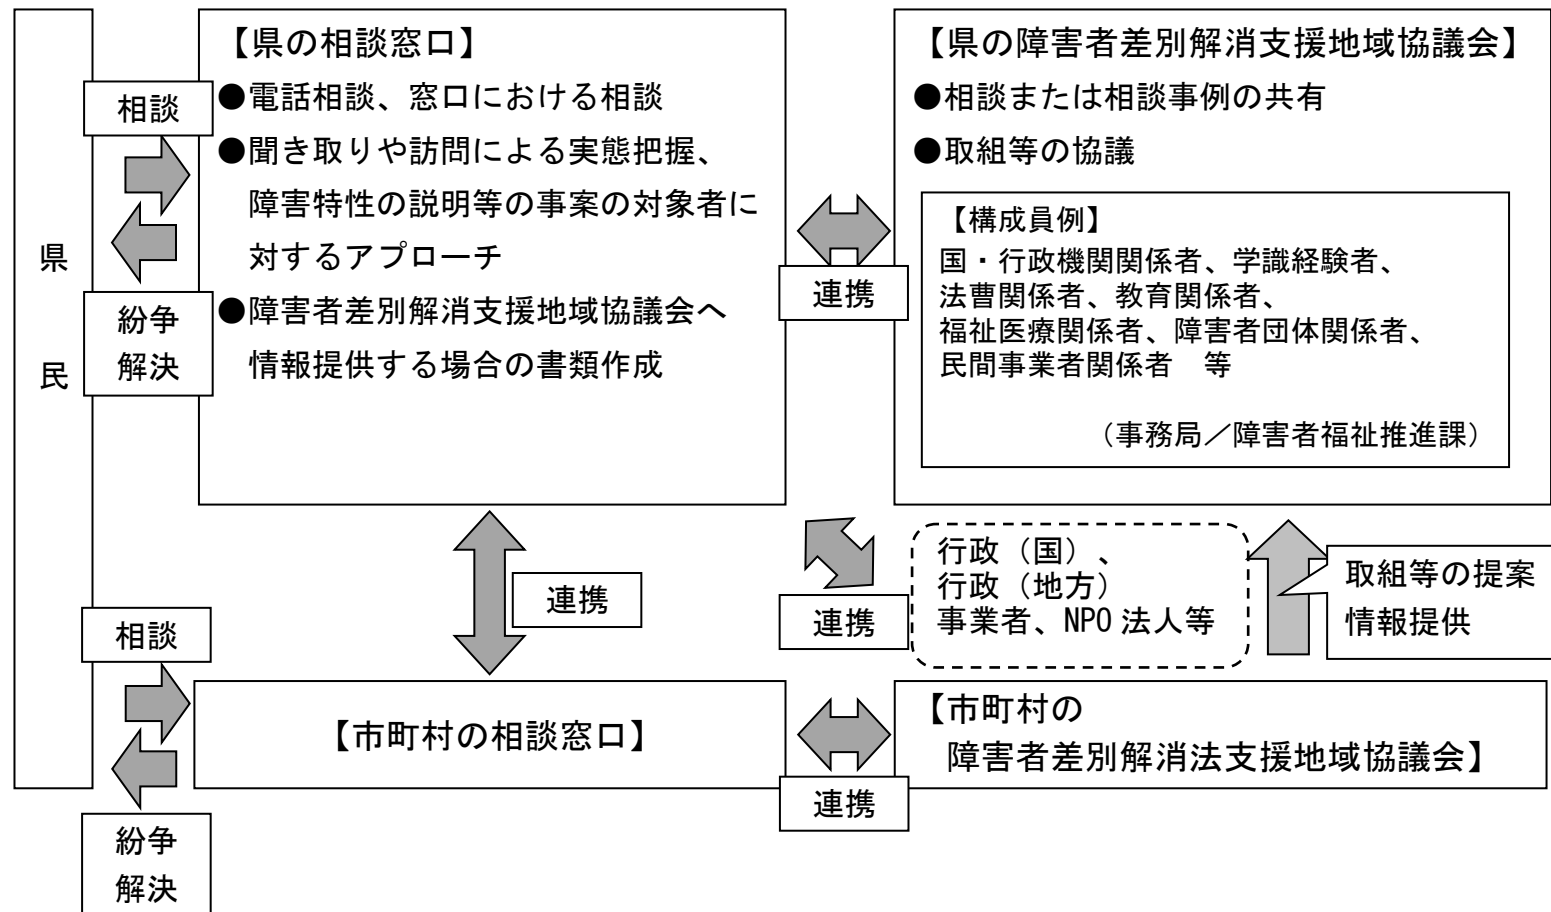 県
民
相談
紛争
解決
【県の相談窓口】
●電話相談、窓口における相談
●聞き取りや訪問による実態把握、
障害特性の説明等の事案の対象者に
対するアプローチ
●障害者差別解消支援地域協議会へ
情報提供する場合の書類作成
連携
【県の障害者差別解消支援地域協議会】
●相談または相談事例の共有
●取組等の協議
【構成員例】
国・行政機関関係者、学識経験者、
法曹関係者、教育関係者、
福祉医療関係者、障害者団体関係者、
民間事業者関係者　等
（事務局／障害者福祉推進課）
連携
連携
行政（国）、
行政（地方）
事業者、NPO 法人等
取組等の提案
情報提供
相談
紛争
解決
【市町村の相談窓口】
連携
【市町村の
障害者差別解消法支援地域協議会】